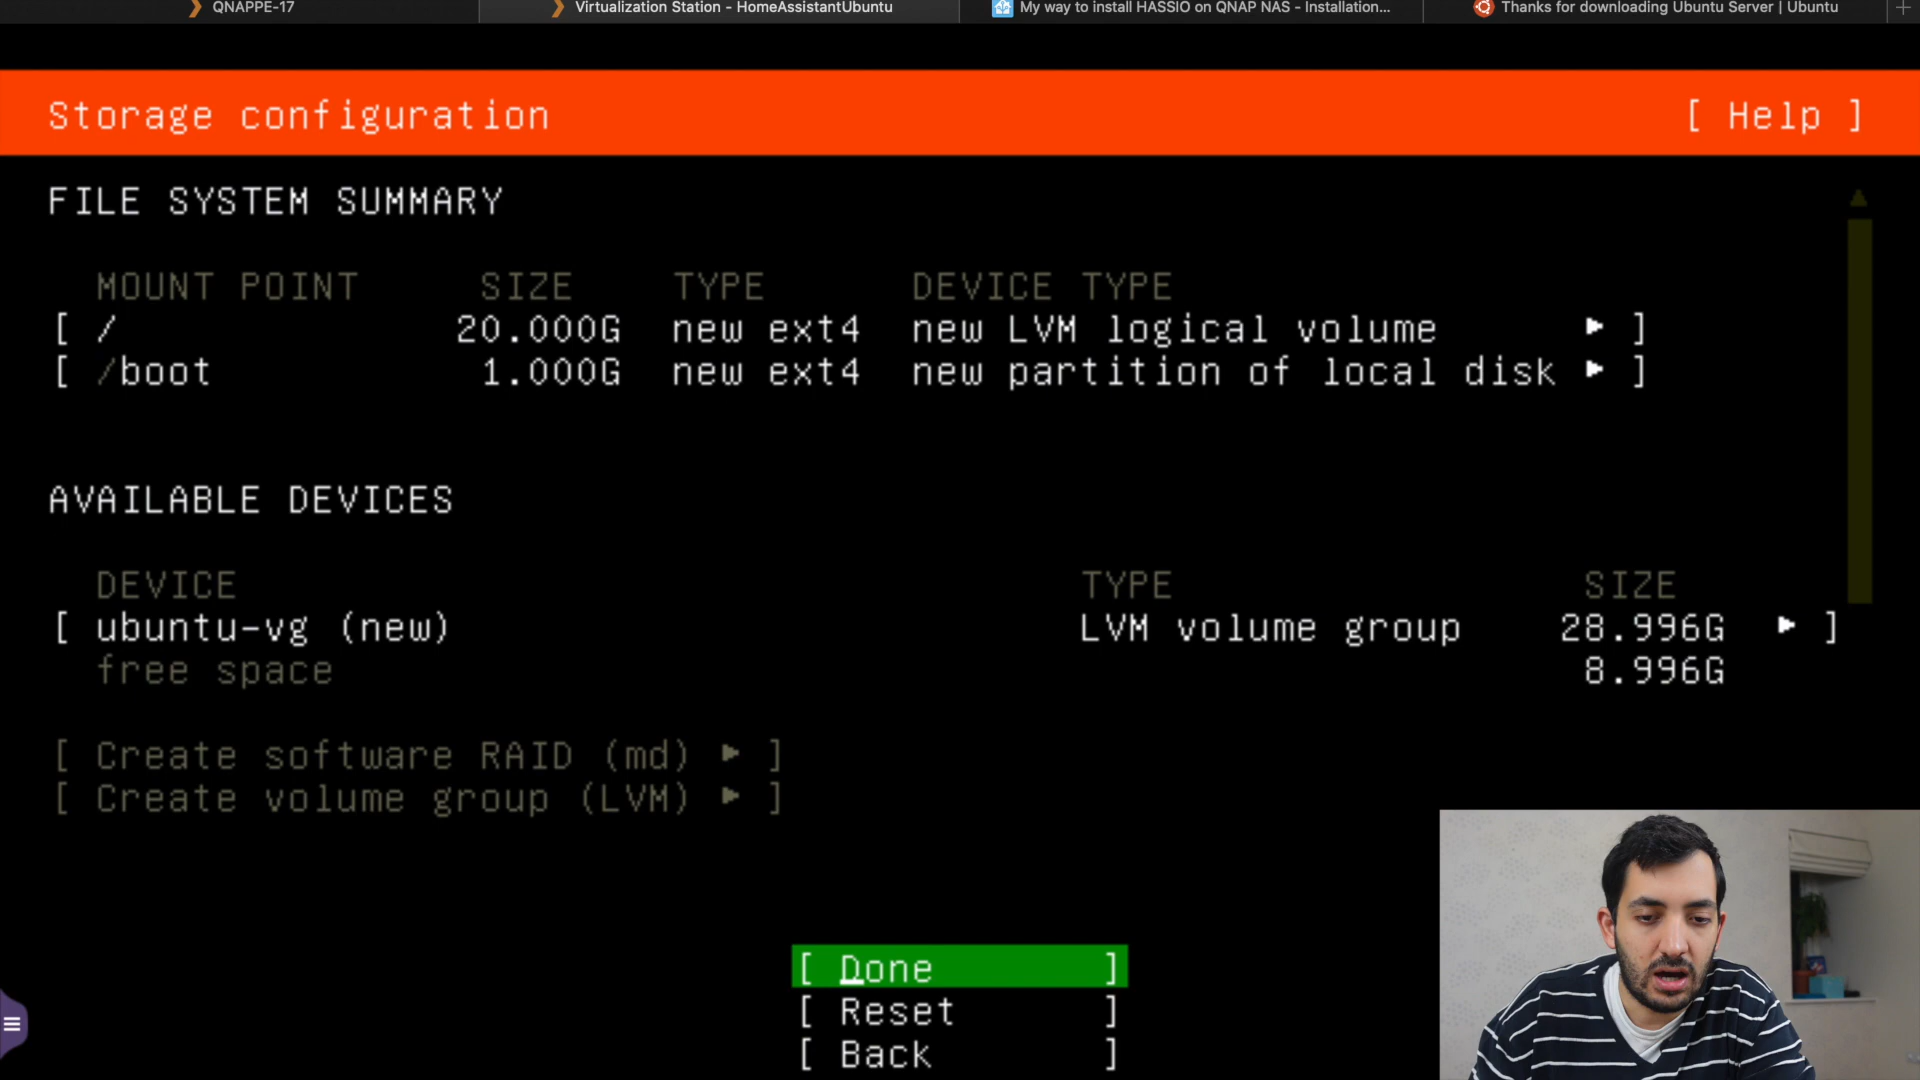 QNAPPE-17
Virtualization Station - HomeAssistantUbuntu
My way to install HASSIO on QNAP NAS - Installation...
Thanks for downloading Ubuntu Server | Ubuntu
Storage configuration [ Help ]
FILE SYSTEM SUMMARY
MOUNT POINT SIZE TYPE DEVICE TYPE
[ / 20.000G new ext4 new LVM logical volume ▸ ]
[ /boot 1.000G new ext4 new partition of local disk ▸ ]
AVAILABLE DEVICES
DEVICE TYPE SIZE
[ ubuntu-vg (new) LVM volume group 28.996G ▸ ]
free space 8.996G
[ Create software RAID (md) ▸ ]
[ Create volume group (LVM) ▸ ]
[ Done ]
[ Reset ]
[ Back ]